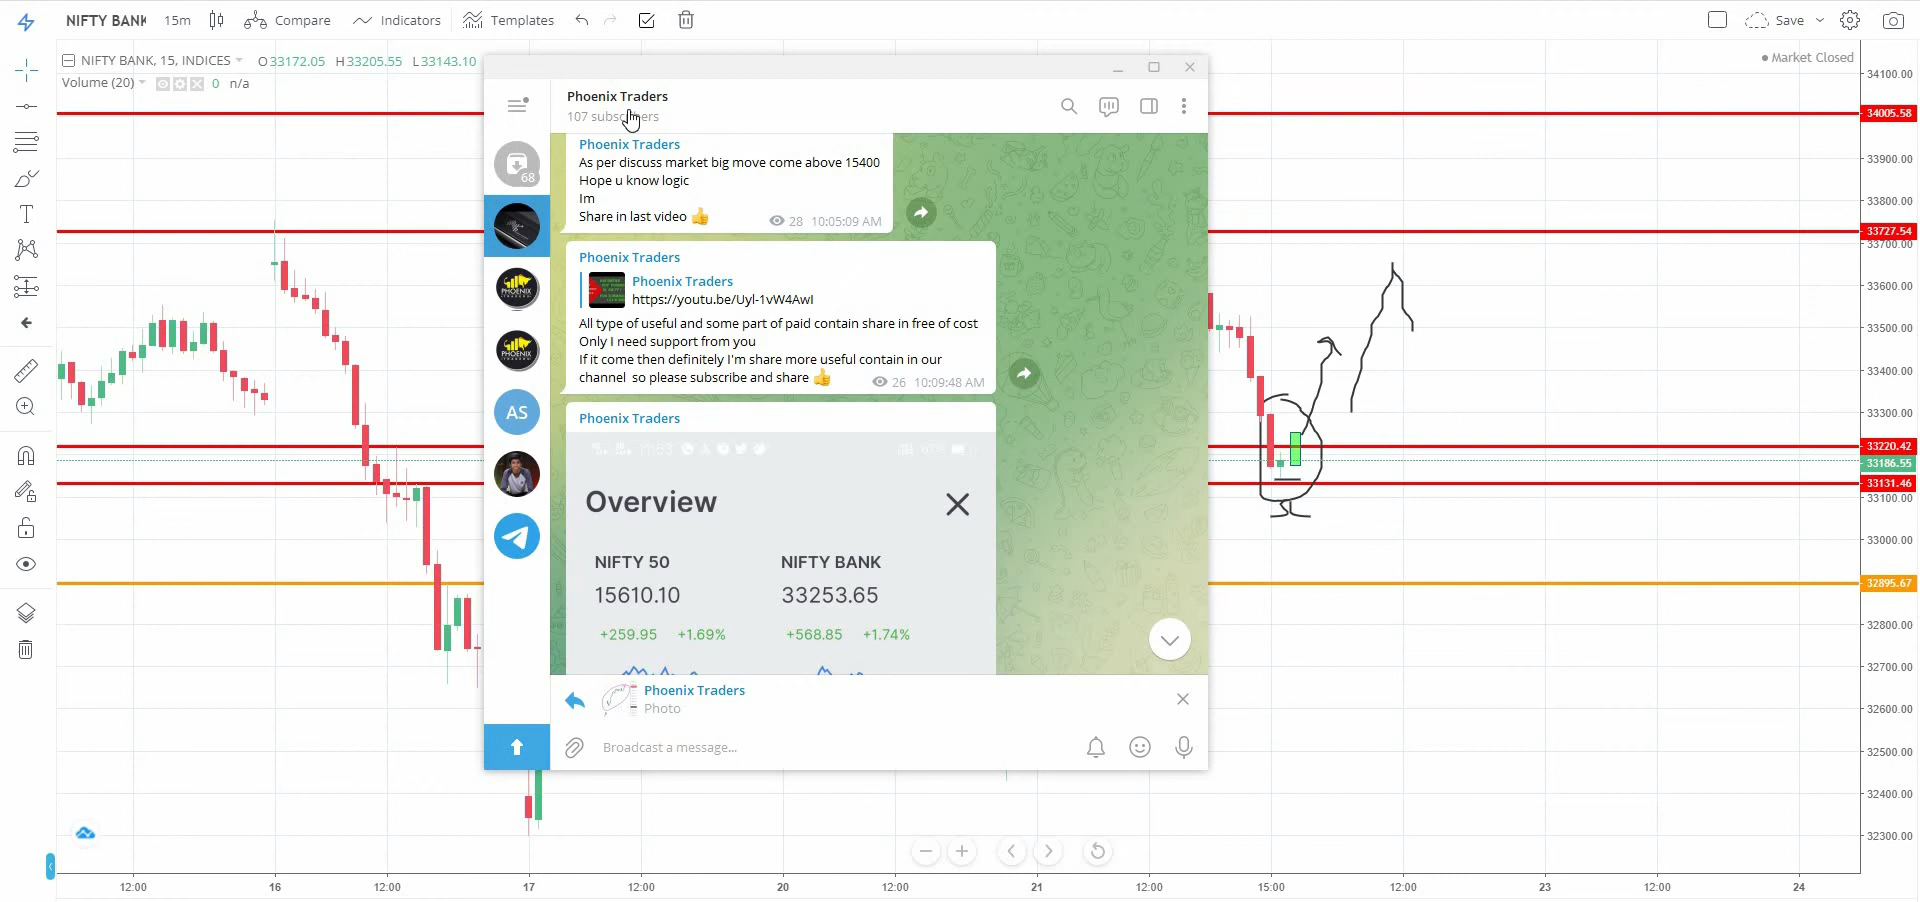 NIFTY BANK 15m Compare Indicators Templates Save
NIFTY BANK, 15, INDICES O33172.05 H33205.55 L33143.10
Market Closed
Volume (20) 0 n/a
Phoenix Traders
107 subscribers
68
Phoenix Traders
As per discuss market big move come above 15400
Hope u know logic
Im
Share in last video 👍 28 10:05:09 AM
Phoenix Traders
Phoenix Traders
https://youtu.be/Uyl-1vW4AwI
All type of useful and some part of paid contain share in free of cost
Only I need support from you
If it come then definitely I'm share more useful contain in our
channel so please subscribe and share 👍 26 10:09:48 AM
PHOENIX
PHOENIX
AS
Phoenix Traders
Overview
NIFTY 50 NIFTY BANK
15610.10 33253.65
+259.95 +1.69% +568.85 +1.74%
Phoenix Traders
Photo
Broadcast a message...
34100.00
34005.58
33900.00
33800.00
33727.54
33700.00
33600.00
33500.00
33400.00
33300.00
33220.42
33186.55
33131.46
33100.00
33000.00
32895.67
32800.00
32700.00
32600.00
32500.00
32400.00
32300.00
12:00 16 12:00 17 12:00 20 12:00 21 12:00 15:00 12:00 23 12:00 24